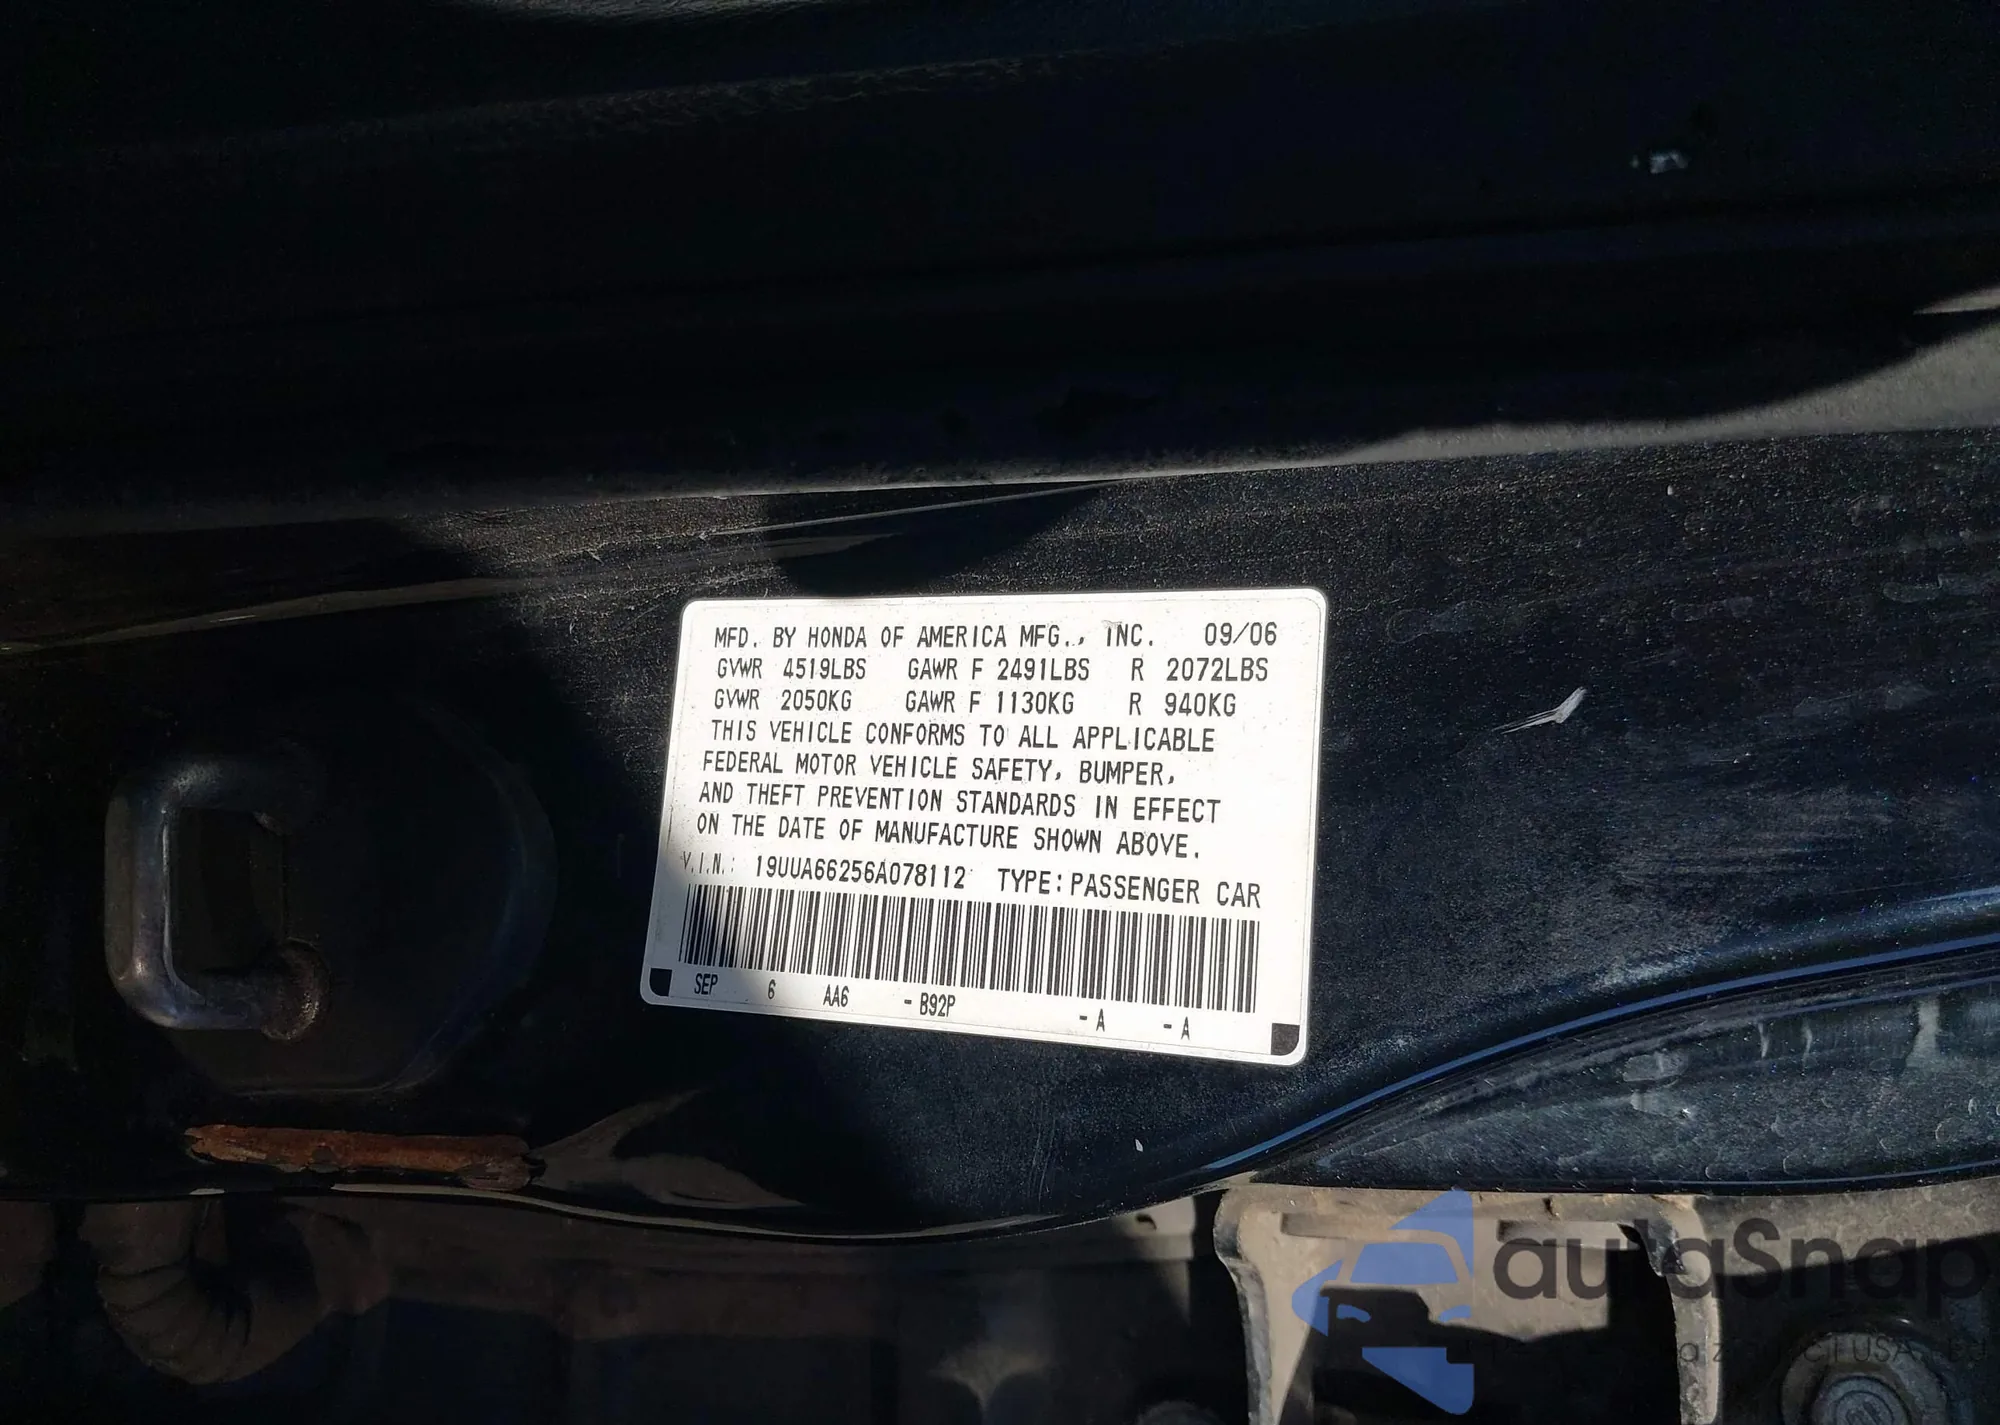 MFD. BY HONDA OF AMERICA MFG., INC. 09/06
GVWR 4519LBS GAWR F 2491LBS R 2072LBS
GVWR 2050KG GAWR F 1130KG R 940KG
THIS VEHICLE CONFORMS TO ALL APPLICABLE
FEDERAL MOTOR VEHICLE SAFETY, BUMPER,
AND THEFT PREVENTION STANDARDS IN EFFECT
ON THE DATE OF MANUFACTURE SHOWN ABOVE.
V.I.N.: 19UUA66256A078112 TYPE: PASSENGER CAR
SEP 6 AA6 - B92P - A - A
autoSnap
USA